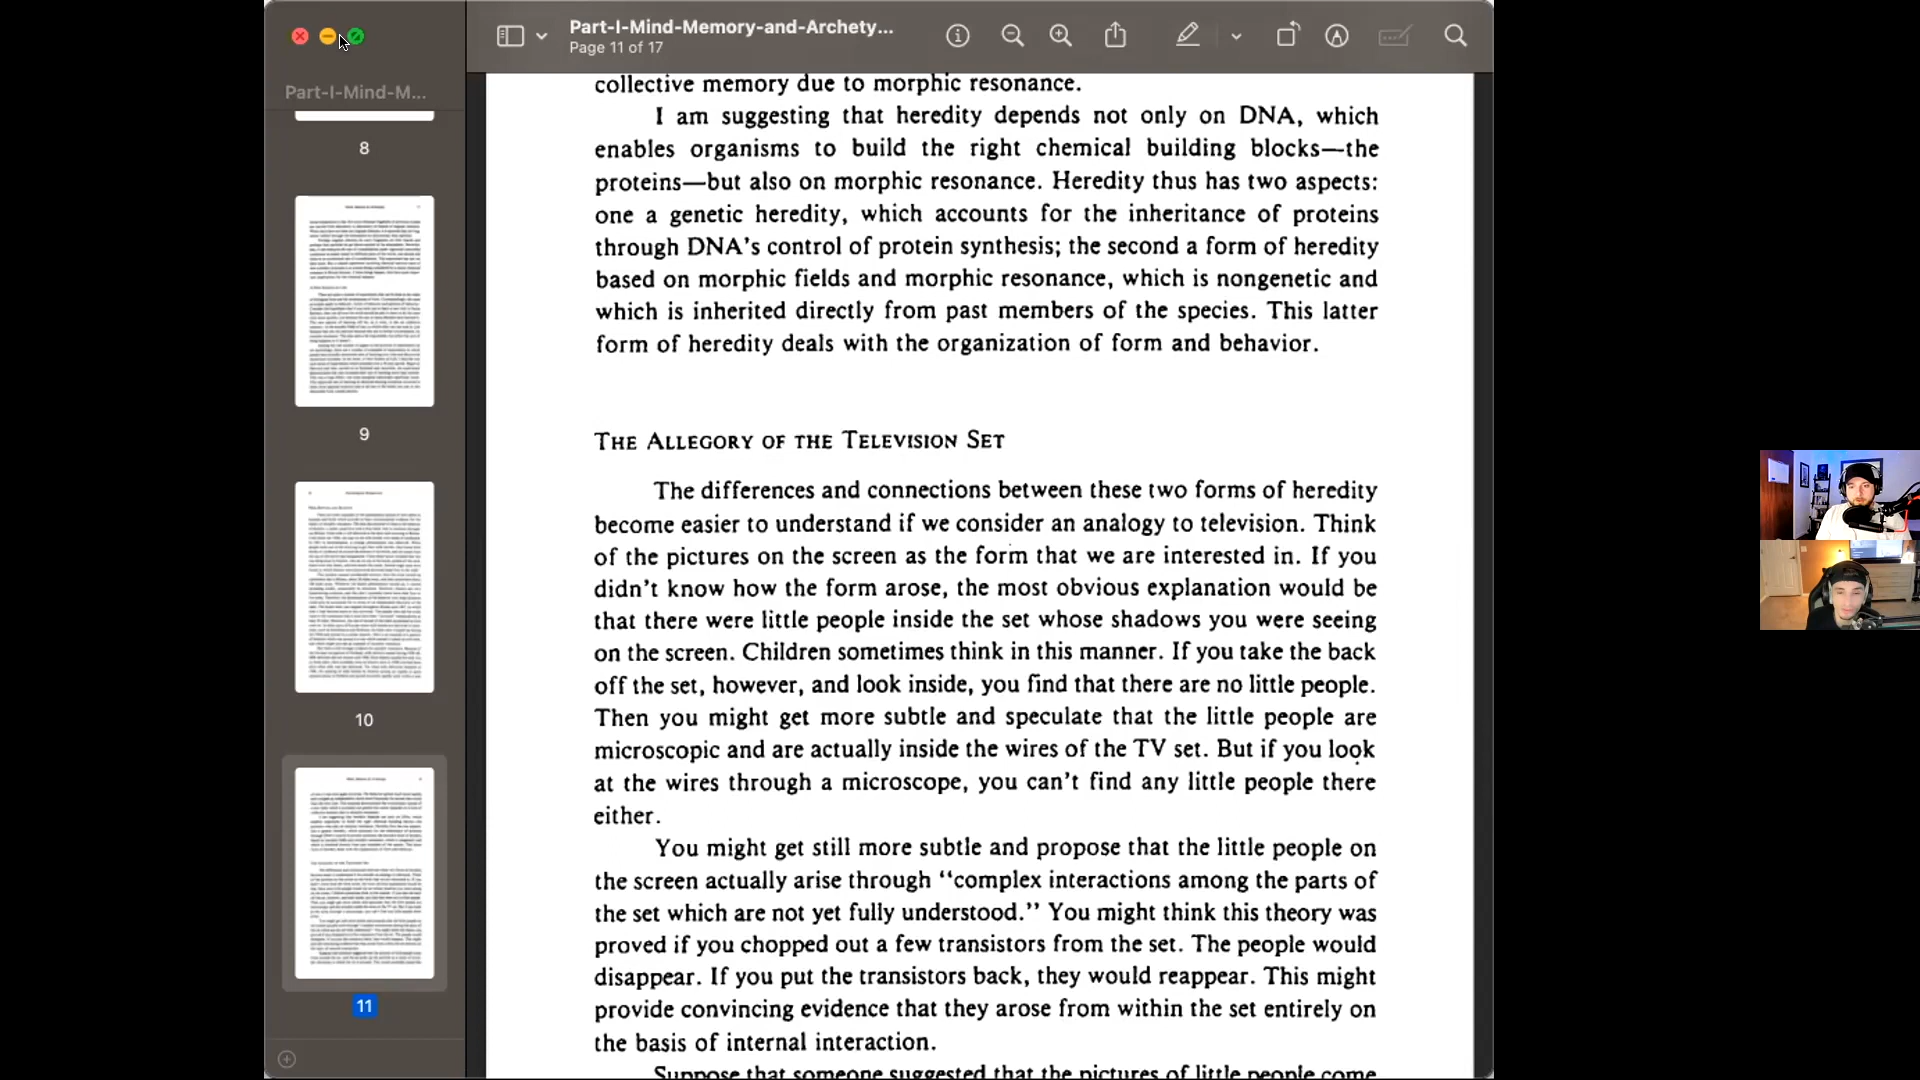 Part-I-Mind-Memory-and-Archety...
Page 11 of 17
Part-I-Mind-M...
8
9
10
11
collective memory due to morphic resonance.
I am suggesting that heredity depends not only on DNA, which
enables organisms to build the right chemical building blocks—the
proteins—but also on morphic resonance. Heredity thus has two aspects:
one a genetic heredity, which accounts for the inheritance of proteins
through DNA's control of protein synthesis; the second a form of heredity
based on morphic fields and morphic resonance, which is nongenetic and
which is inherited directly from past members of the species. This latter
form of heredity deals with the organization of form and behavior.
THE ALLEGORY OF THE TELEVISION SET
The differences and connections between these two forms of heredity
become easier to understand if we consider an analogy to television. Think
of the pictures on the screen as the form that we are interested in. If you
didn't know how the form arose, the most obvious explanation would be
that there were little people inside the set whose shadows you were seeing
on the screen. Children sometimes think in this manner. If you take the back
off the set, however, and look inside, you find that there are no little people.
Then you might get more subtle and speculate that the little people are
microscopic and are actually inside the wires of the TV set. But if you look
at the wires through a microscope, you can't find any little people there
either.
You might get still more subtle and propose that the little people on
the screen actually arise through "complex interactions among the parts of
the set which are not yet fully understood." You might think this theory was
proved if you chopped out a few transistors from the set. The people would
disappear. If you put the transistors back, they would reappear. This might
provide convincing evidence that they arose from within the set entirely on
the basis of internal interaction.
Suppose that someone suggested that the pictures of little people come